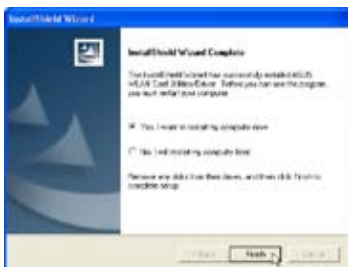 InstallShield Wizard
InstallShield Wizard Complete
The InstallShield Wizard has successfully installed ASUS
WLAN Card Utilities/Driver. Before you can use the program,
you must restart your computer.
Yes, I want to restart my computer now.
No, I will restart my computer later.
Remove any disks from their drives, and then click Finish to
complete setup.
< Back
Finish
Cancel